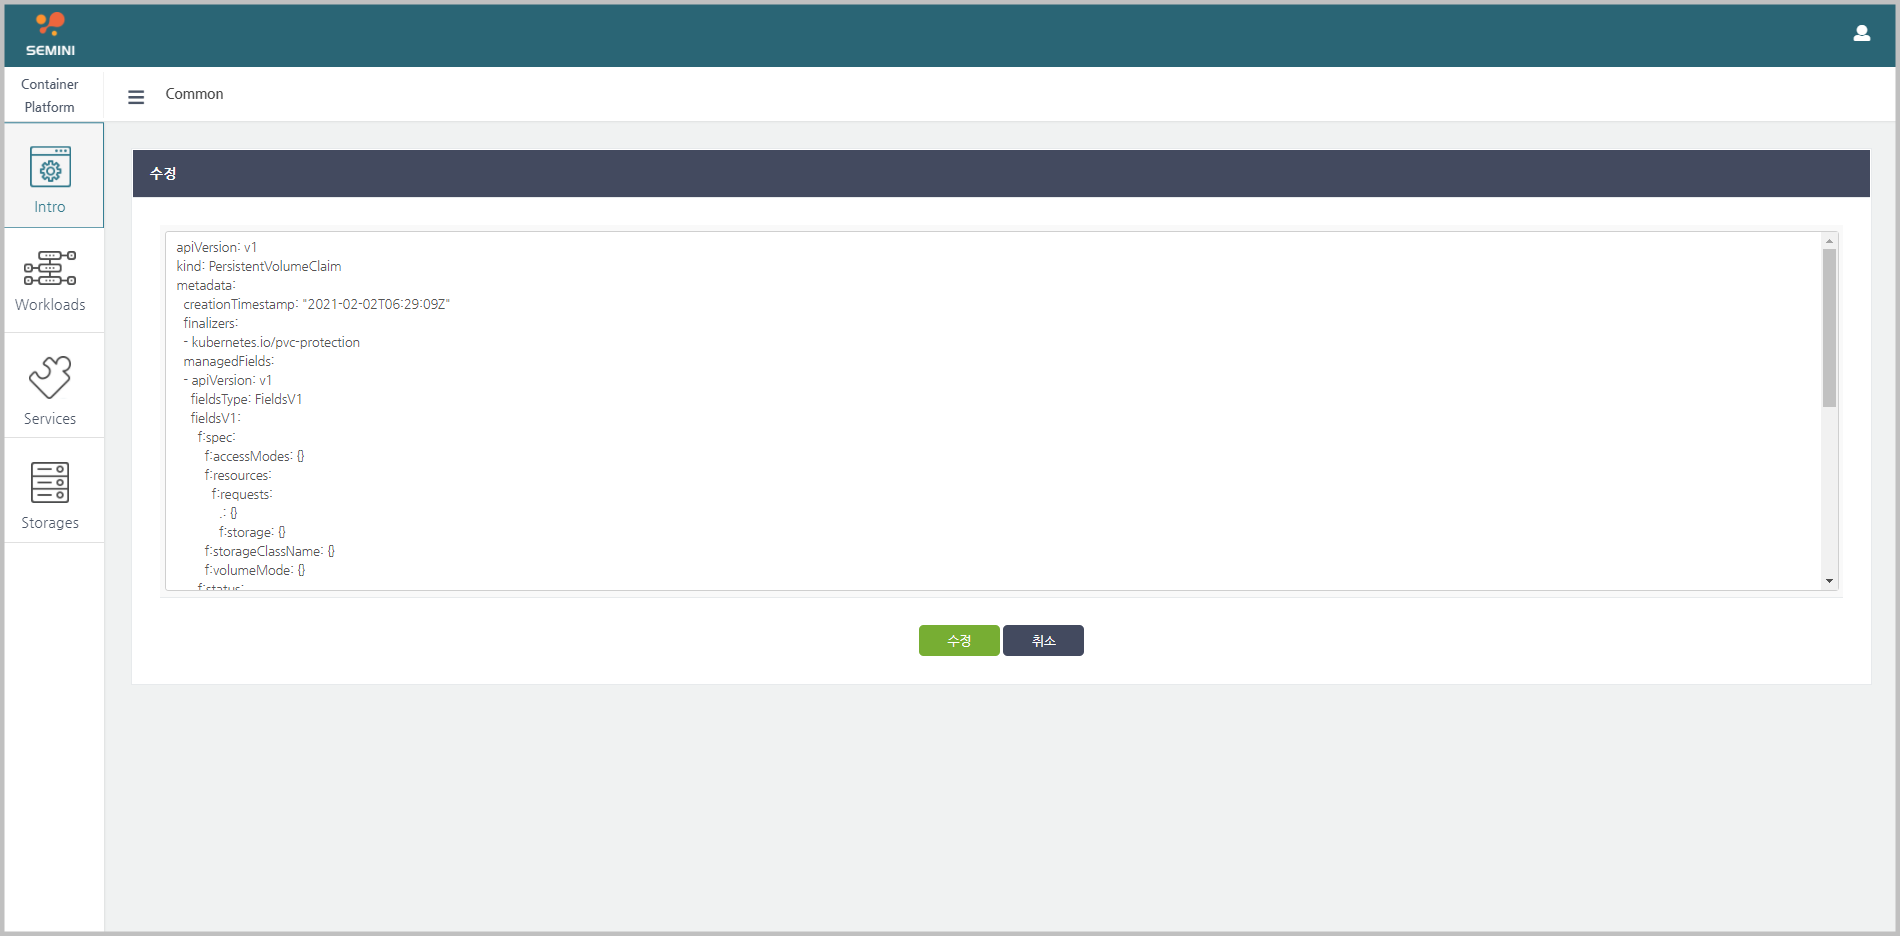 SEMINI
Container
Platform
Common
Intro
Workloads
Services
Storages
수정
apiVersion: v1
kind: PersistentVolumeClaim
metadata:
  creationTimestamp: "2021-02-02T06:29:09Z"
  finalizers:
  - kubernetes.io/pvc-protection
  managedFields:
  - apiVersion: v1
    fieldsType: FieldsV1
    fieldsV1:
      f:spec:
        f:accessModes: {}
        f:resources:
          f:requests:
            .: {}
            f:storage: {}
        f:storageClassName: {}
        f:volumeMode: {}
      f:status:
수정 취소